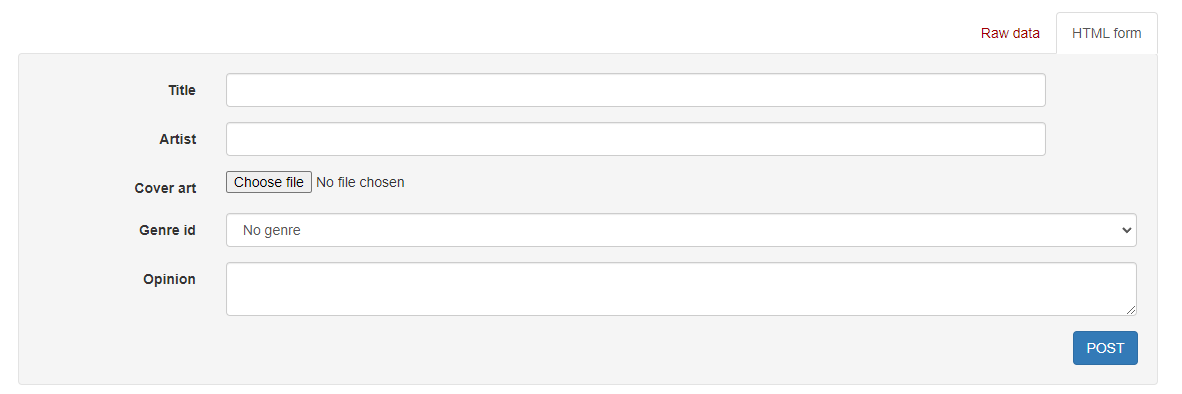 Raw data HTML form
Title
Artist
Cover art Choose file No file chosen
Genre id No genre
Opinion
POST